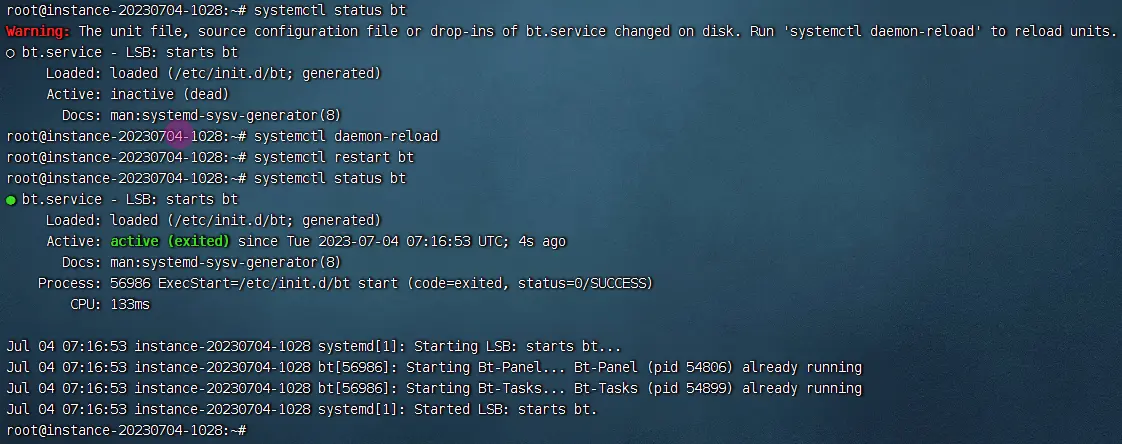 root@instance-20230704-1028:~# systemctl status bt
Warning: The unit file, source configuration file or drop-ins of bt.service changed on disk. Run 'systemctl daemon-reload' to reload units.
○ bt.service - LSB: starts bt
     Loaded: loaded (/etc/init.d/bt; generated)
     Active: inactive (dead)
       Docs: man:systemd-sysv-generator(8)
root@instance-20230704-1028:~# systemctl daemon-reload
root@instance-20230704-1028:~# systemctl restart bt
root@instance-20230704-1028:~# systemctl status bt
● bt.service - LSB: starts bt
     Loaded: loaded (/etc/init.d/bt; generated)
     Active: active (exited) since Tue 2023-07-04 07:16:53 UTC; 4s ago
       Docs: man:systemd-sysv-generator(8)
    Process: 56986 ExecStart=/etc/init.d/bt start (code=exited, status=0/SUCCESS)
        CPU: 133ms

Jul 04 07:16:53 instance-20230704-1028 systemd[1]: Starting LSB: starts bt...
Jul 04 07:16:53 instance-20230704-1028 bt[56986]: Starting Bt-Panel... Bt-Panel (pid 54806) already running
Jul 04 07:16:53 instance-20230704-1028 bt[56986]: Starting Bt-Tasks... Bt-Tasks (pid 54899) already running
Jul 04 07:16:53 instance-20230704-1028 systemd[1]: Started LSB: starts bt.
root@instance-20230704-1028:~#